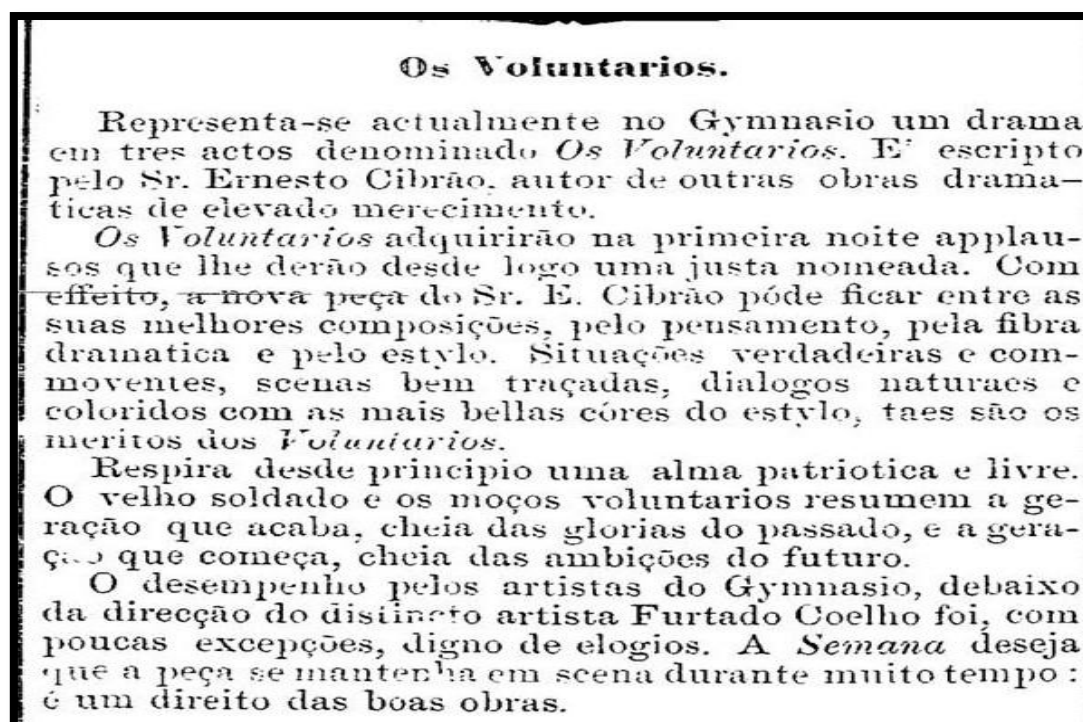 Os Voluntarios.
Representa-se actualmente no Gymnasio um drama
em tres actos denominado Os Voluntarios. E' escripto
pelo Sr. Ernesto Cibrão, autor de outras obras drama-
ticas de elevado merecimento.
Os Voluntarios adquirirão na primeira noite applau-
sos que lhe derão desde logo uma justa nomeada. Com
effeito, a nova peça do Sr. E. Cibrão póde ficar entre as
suas melhores composições, pelo pensamento, pela fibra
dramatica e pelo estylo. Situações verdadeiras e com-
moventes, scenas bem traçadas, dialogos naturaes e
coloridos com as mais bellas córes do estylo, taes são os
meritos dos Voluntarios.
Respira desde principio uma alma patriotica e livre.
O velho soldado e os moços voluntarios resumem a ge-
ração que acaba, cheia das glorias do passado, e a gera-
ção que começa, cheia das ambições do futuro.
O desempenho pelos artistas do Gymnasio, debaixo
da direcção do distincto artista Furtado Coelho foi, com
poucas excepções, digno de elogios. A Semana deseja
que a peça se mantenha em scena durante muito tempo :
é um direito das boas obras.